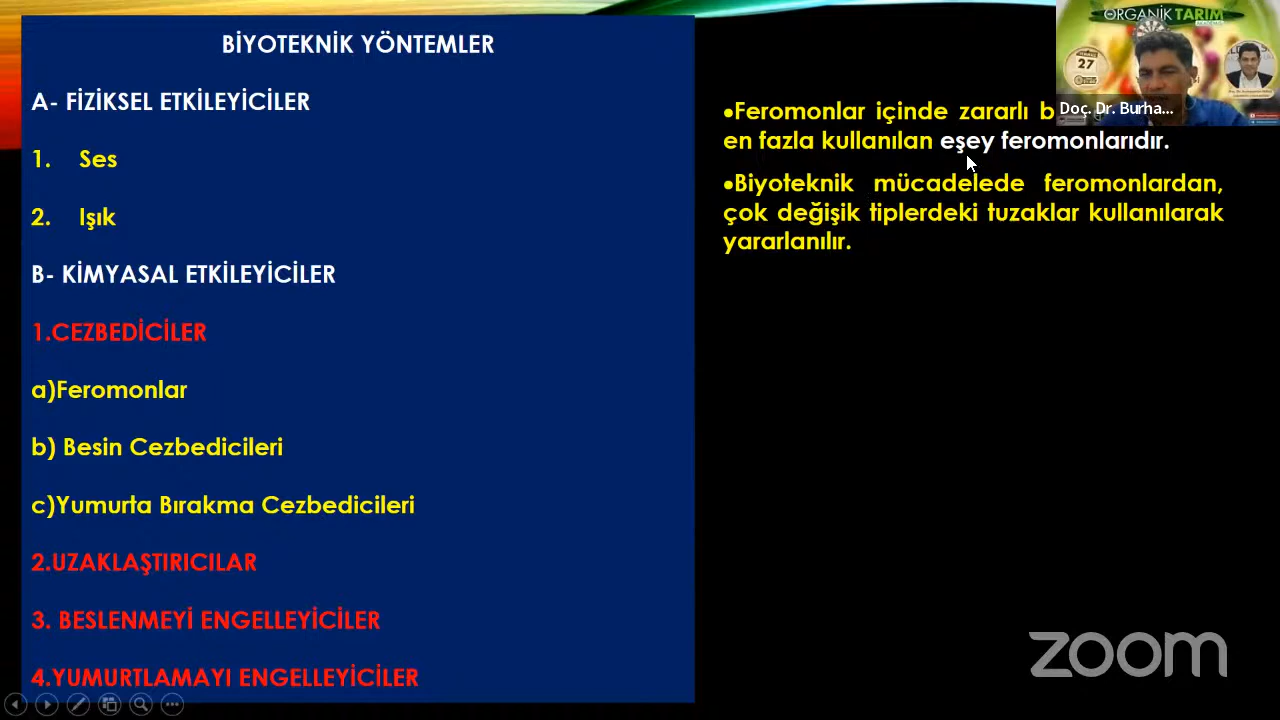 BİYOTEKNİK YÖNTEMLER
A- FİZİKSEL ETKİLEYİCİLER
1. Ses
2. Işık
B- KİMYASAL ETKİLEYİCİLER
1.CEZBEDİCİLER
a)Feromonlar
b) Besin Cezbedicileri
c)Yumurta Bırakma Cezbedicileri
2.UZAKLAŞTIRICILAR
3. BESLENMEYİ ENGELLEYİCİLER
4.YUMURTLAMAYI ENGELLEYİCİLER
•Feromonlar içinde zararlı
en fazla kullanılan eşey feromonlarıdır.
•Biyoteknik mücadelede feromonlardan,
çok değişik tiplerdeki tuzaklar kullanılarak
yararlanılır.
ORGANİK TARIM
27
Doç. Dr. Burha...
zoom